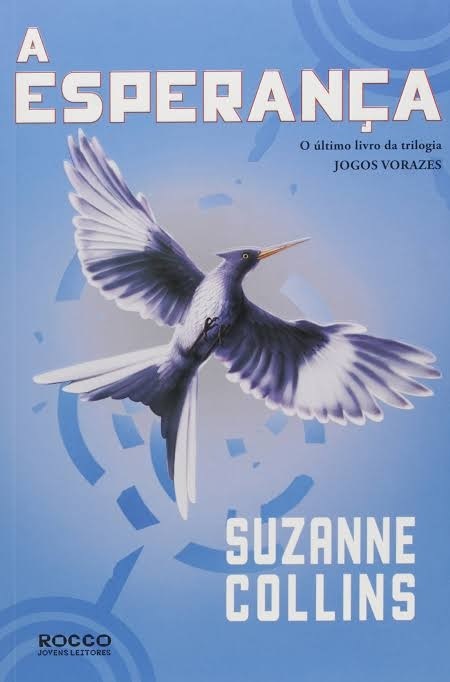 A
ESPERANÇA
O último livro da trilogia
JOGOS VORAZES
SUZANNE
COLLINS
ROCCO
JOVENS LEITORES